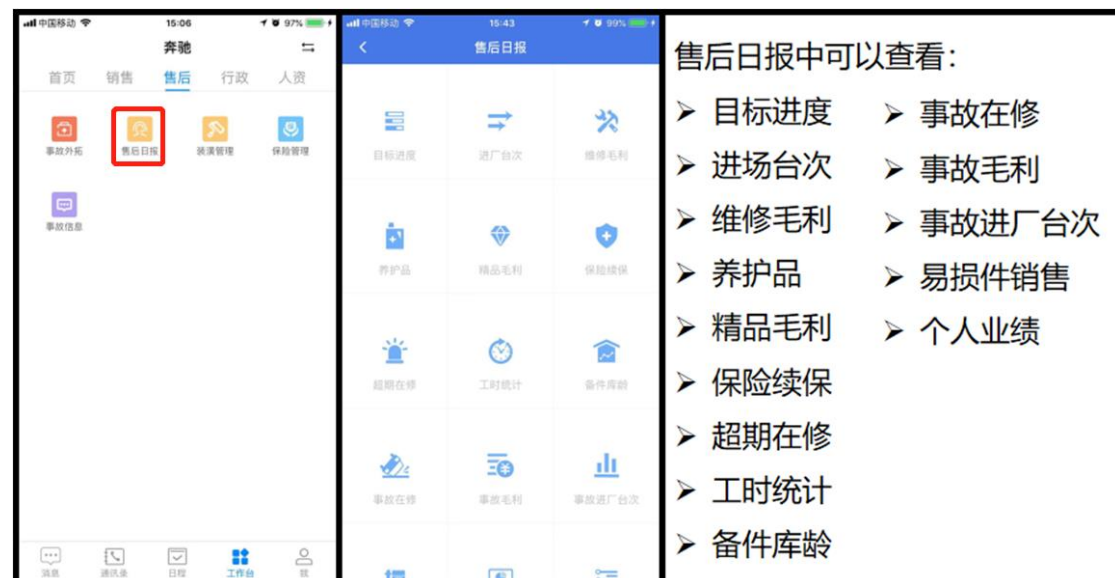 中国移动 15:06 97%
奔驰
首页 销售 售后 行政 人资
事故外拓 售后日报 装潢管理 保险管理
事故信息
消息 通讯录 日程 工作台 我
中国移动 15:43 99%
售后日报
目标进度 进厂台次 维修毛利
养护品 精品毛利 保险续保
超期在修 工时统计 备件库龄
事故在修 事故毛利 事故进厂台次
售后日报中可以查看：
目标进度
进场台次
维修毛利
养护品
精品毛利
保险续保
超期在修
工时统计
备件库龄
事故在修
事故毛利
事故进厂台次
易损件销售
个人业绩